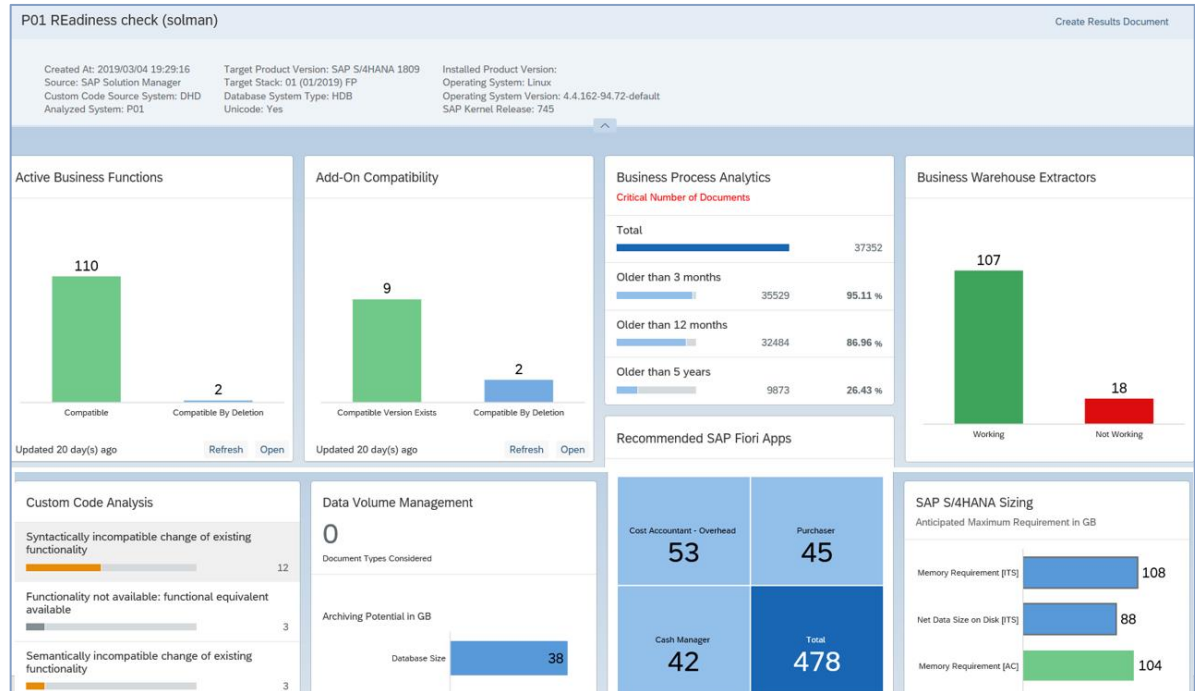 P01 REadiness check (solman)
Create Results Document
Created At: 2019/03/04 19:29:16
Source: SAP Solution Manager
Custom Code Source System: DHD
Analyzed System: P01
Target Product Version: SAP S/4HANA 1809
Target Stack: 01 (01/2019) FP
Database System Type: HDB
Unicode: Yes
Installed Product Version:
Operating System: Linux
Operating System Version: 4.4.162-94.72-default
SAP Kernel Release: 745
Active Business Functions
110
2
Compatible
Compatible By Deletion
Updated 20 day(s) ago
Refresh
Open
Add-On Compatibility
9
2
Compatible Version Exists
Compatible By Deletion
Updated 20 day(s) ago
Refresh
Open
Business Process Analytics
Critical Number of Documents
Total
37352
Older than 3 months
35529
95.11 %
Older than 12 months
32484
86.96 %
Older than 5 years
9873
26.43 %
Business Warehouse Extractors
107
18
Working
Not Working
Custom Code Analysis
Syntactically incompatible change of existing
functionality
12
Functionality not available: functional equivalent
available
3
Semantically incompatible change of existing
functionality
3
Data Volume Management
0
Document Types Considered
Archiving Potential in GB
Database Size
38
Recommended SAP Fiori Apps
Cost Accountant - Overhead
53
Purchaser
45
Cash Manager
42
Total
478
SAP S/4HANA Sizing
Anticipated Maximum Requirement in GB
Memory Requirement [ITS]
108
Net Data Size on Disk [ITS]
88
Memory Requirement [AC]
104